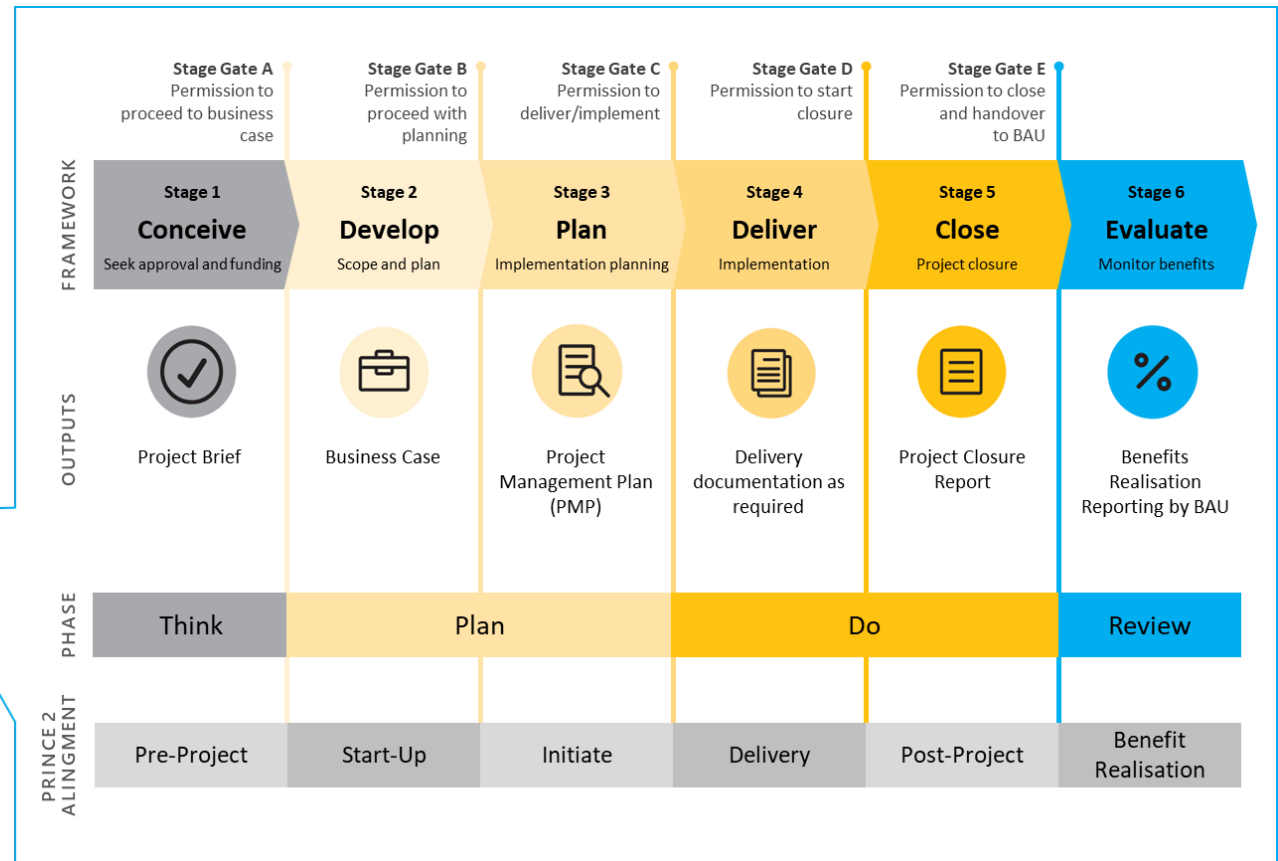 Stage Gate A
Permission to
proceed to business
case
Stage Gate B
Permission to
proceed with
planning
Stage Gate C
Permission to
deliver/implement
Stage Gate D
Permission to start
closure
Stage Gate E
Permission to close
and handover
to BAU
FRAMEWORK
Stage 1
Conceive
Seek approval and funding
Stage 2
Develop
Scope and plan
Stage 3
Plan
Implementation planning
Stage 4
Deliver
Implementation
Stage 5
Close
Project closure
Stage 6
Evaluate
Monitor benefits
OUTPUTS
Project Brief
Business Case
Project
Management Plan
(PMP)
Delivery
documentation as
required
Project Closure
Report
%
Benefits
Realisation
Reporting by BAU
PHASE
Think
Plan
Do
Review
PRINCE 2
ALINGMENT
Pre-Project
Start-Up
Initiate
Delivery
Post-Project
Benefit
Realisation